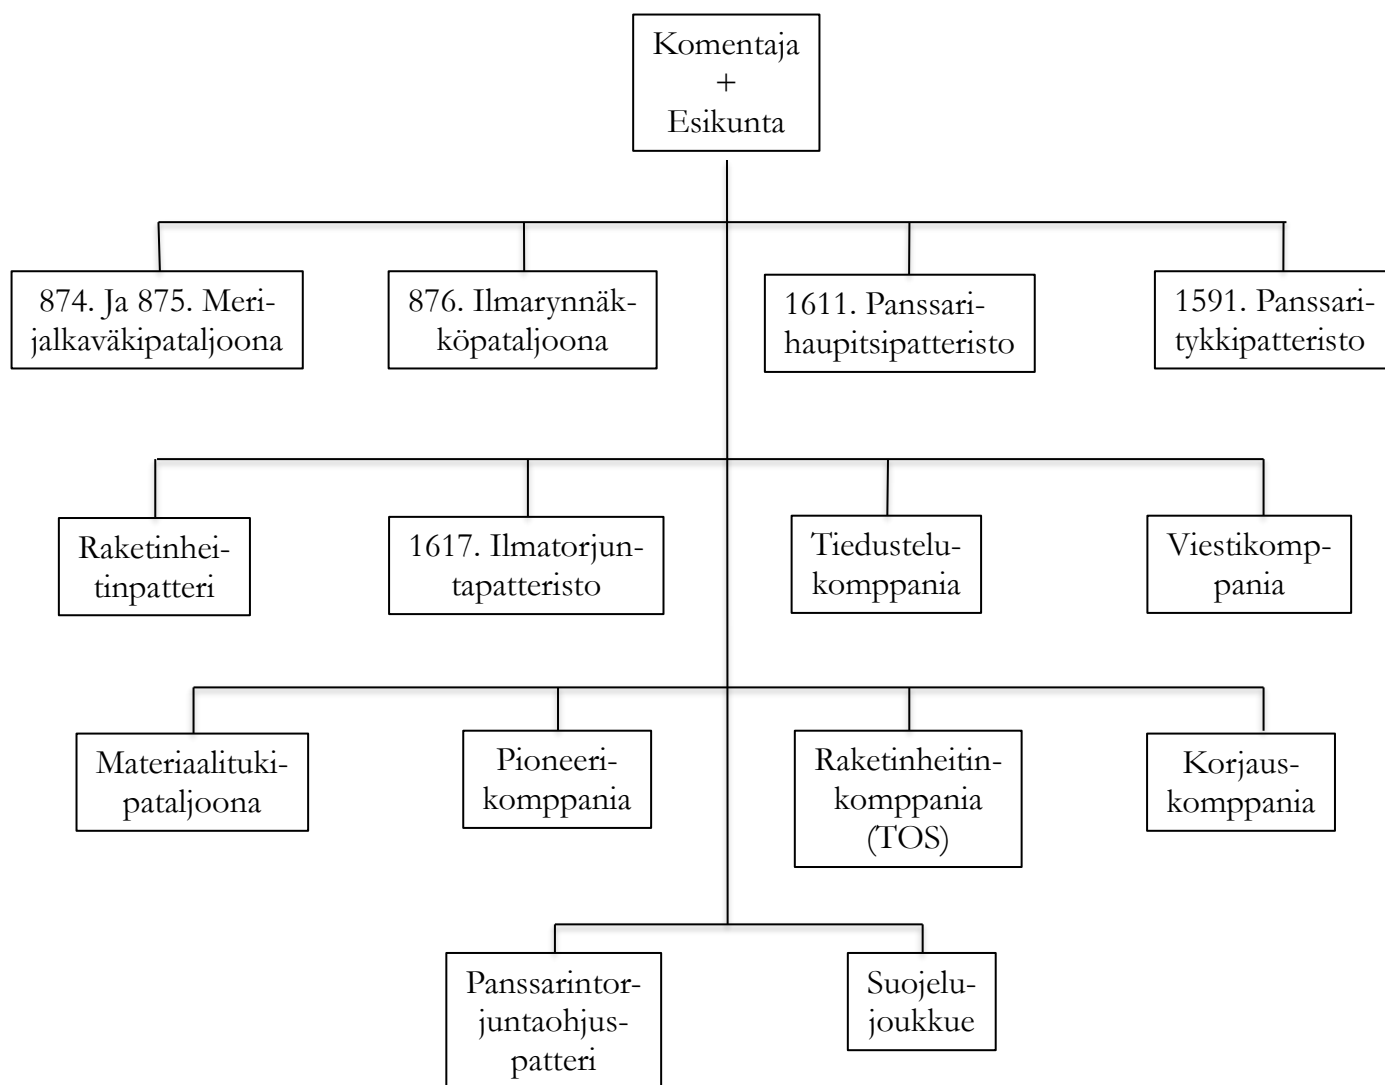 Komentaja
+
Esikunta
874. Ja 875. Meri-
jalkaväkipataljoona
876. Ilmarynnäk-
köpataljoona
1611. Panssari-
haupitsipatteristo
1591. Panssari-
tykkipatteristo
Raketinhei-
tinpatteri
1617. Ilmatorjun-
tapatteristo
Tiedustelu-
komppania
Viestikomp-
pania
Materiaalituki-
pataljoona
Pioneeri-
komppania
Raketinheitin-
komppania
(TOS)
Korjaus-
komppania
Panssarintor-
juntaohjus-
patteri
Suojelu-
joukkue